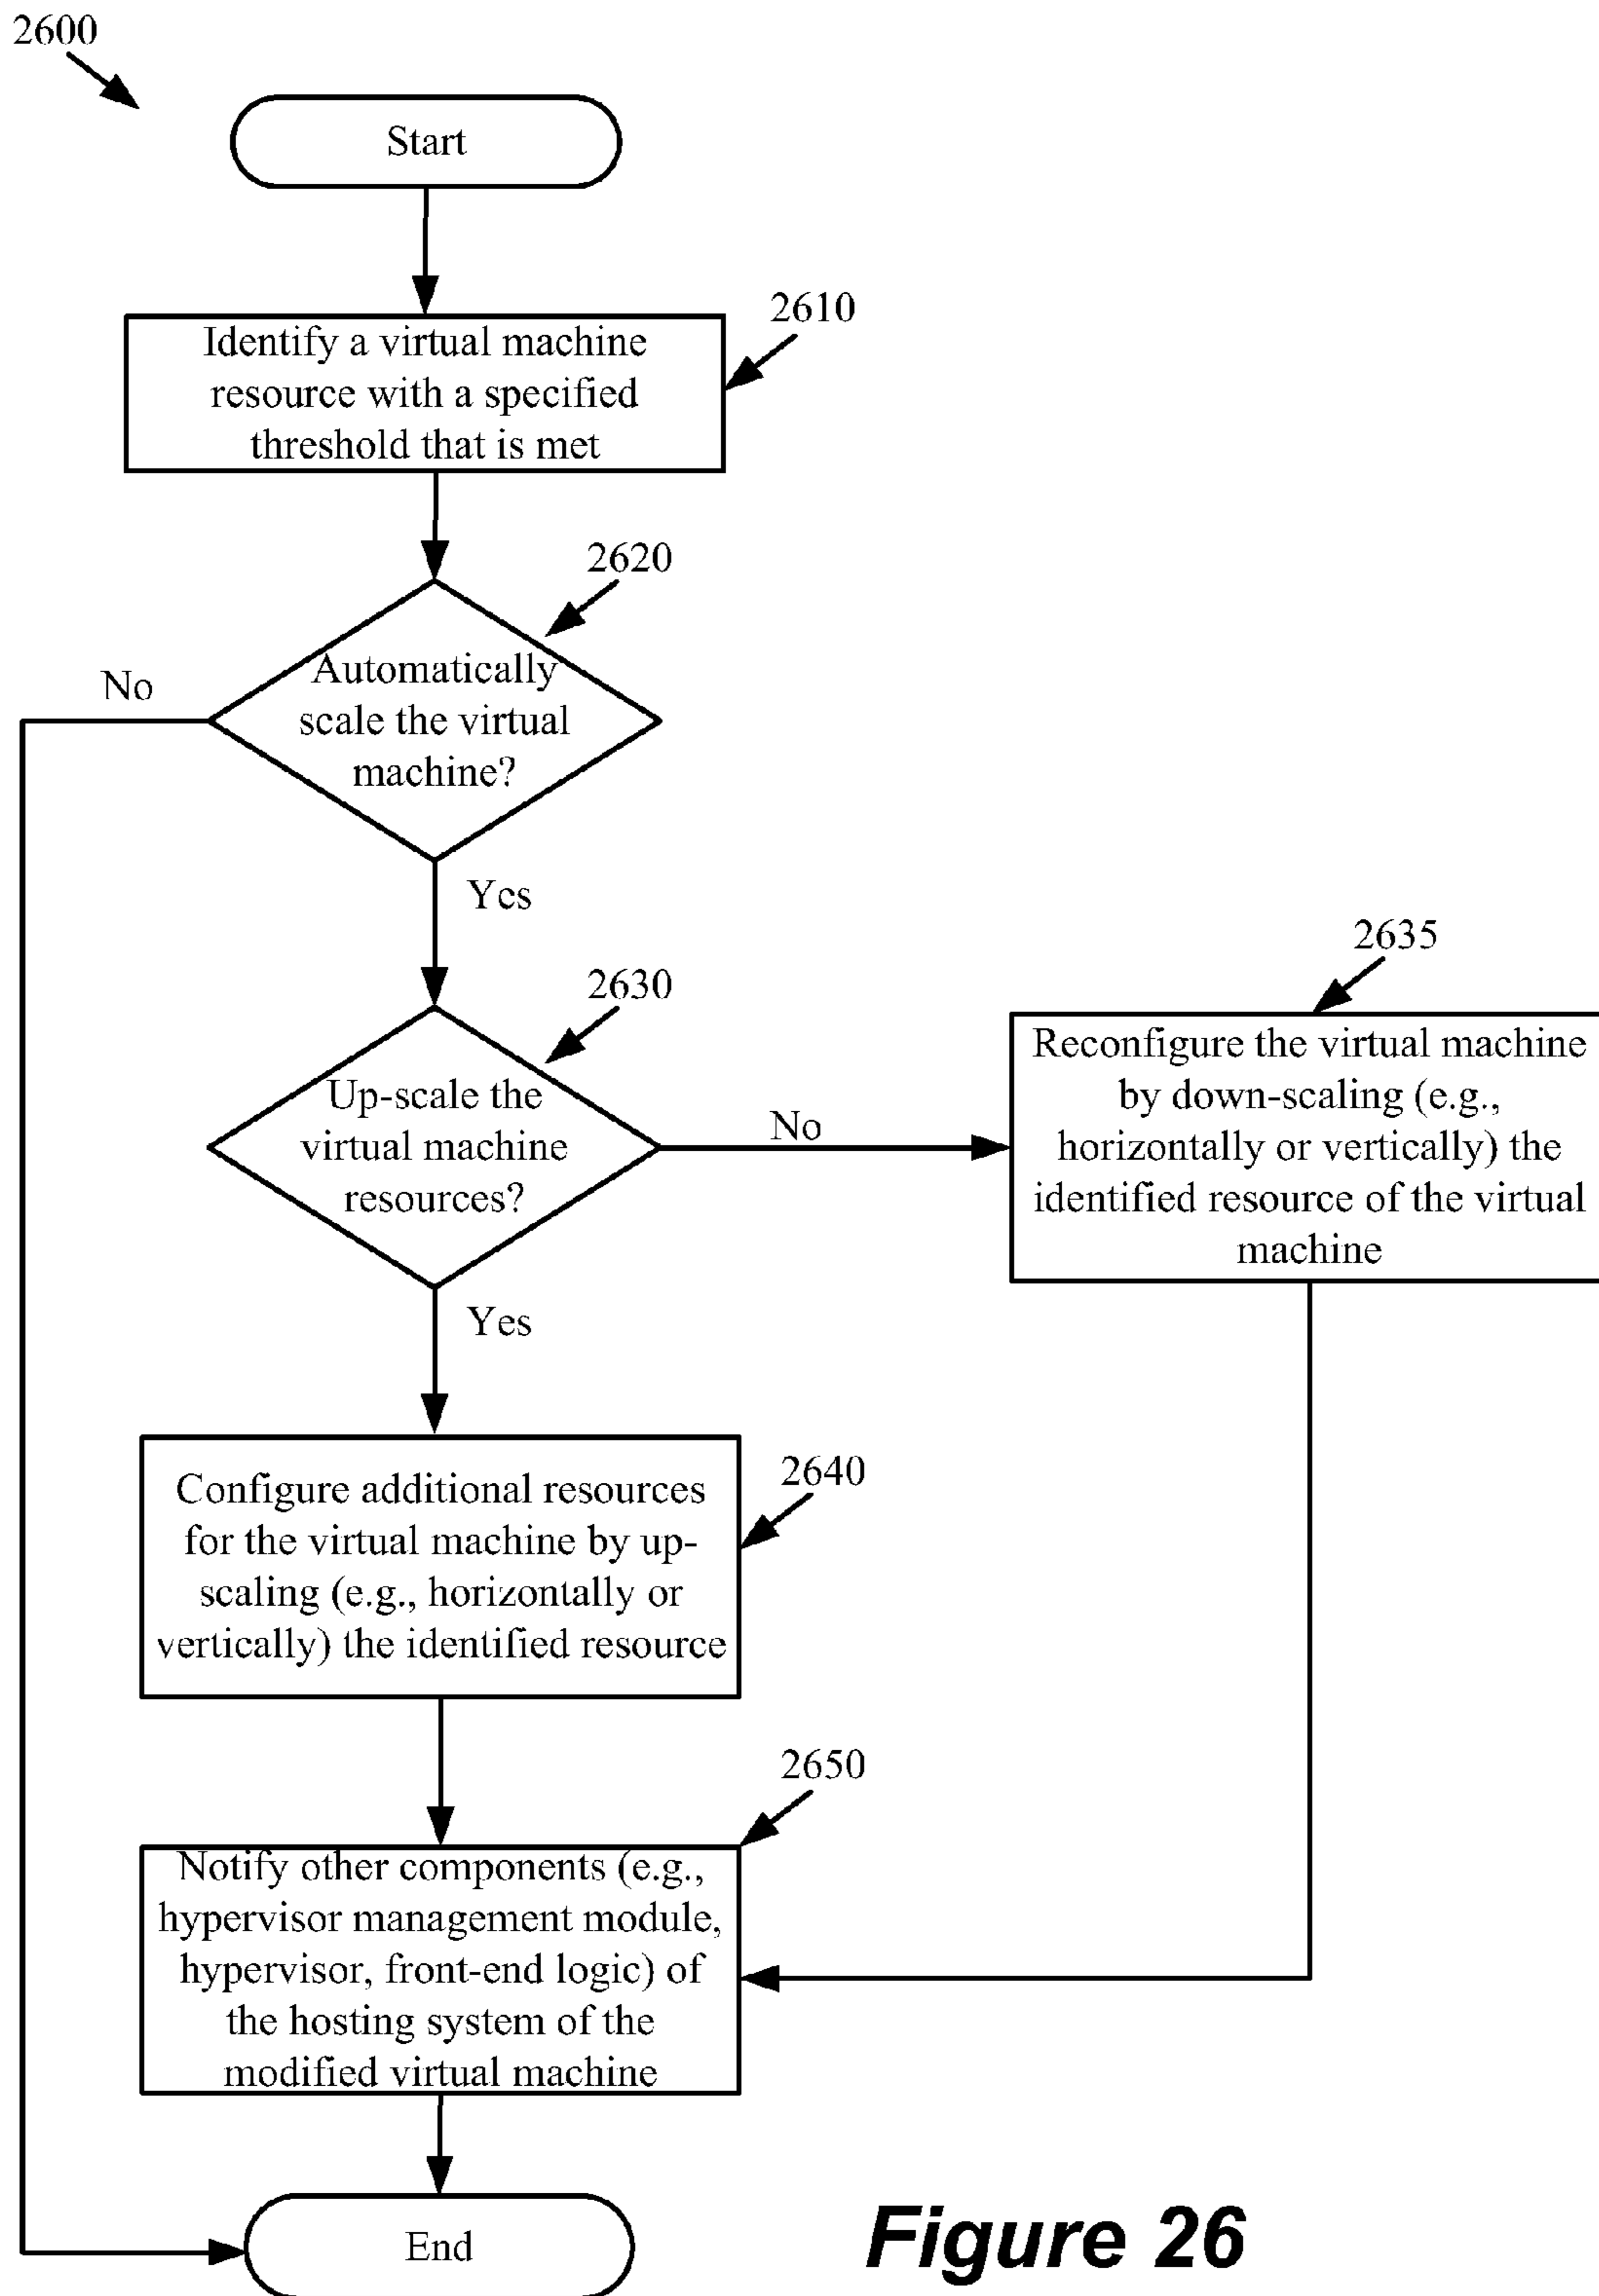 2600
Start
2610
Identify a virtual machine
resource with a specified
threshold that is met
2620
Automatically
scale the virtual
machine?
No
Yes
2630
2635
Up-scale the
virtual machine
resources?
No
Reconfigure the virtual machine
by down-scaling (e.g.,
horizontally or vertically) the
identified resource of the virtual
machine
Yes
2640
Configure additional resources
for the virtual machine by up-
scaling (e.g., horizontally or
vertically) the identified resource
2650
Notify other components (e.g.,
hypervisor management module,
hypervisor, front-end logic) of
the hosting system of the
modified virtual machine
End
Figure 26